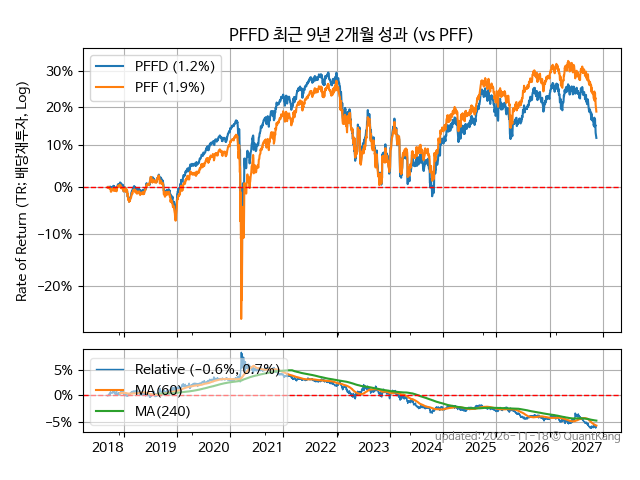 PFFD 최근 9년 2개월 성과 (vs PFF)
Rate of Return (TR: 배당재투자, Log)
PFFD (1.2%)
PFF (1.9%)
30%
20%
10%
0%
−10%
−20%
Relative (−0.6%, 0.7%)
MA(60)
MA(240)
5%
0%
−5%
updated: 2026-11-18 © QuantKang
2018 2019 2020 2021 2022 2023 2024 2025 2026 2027